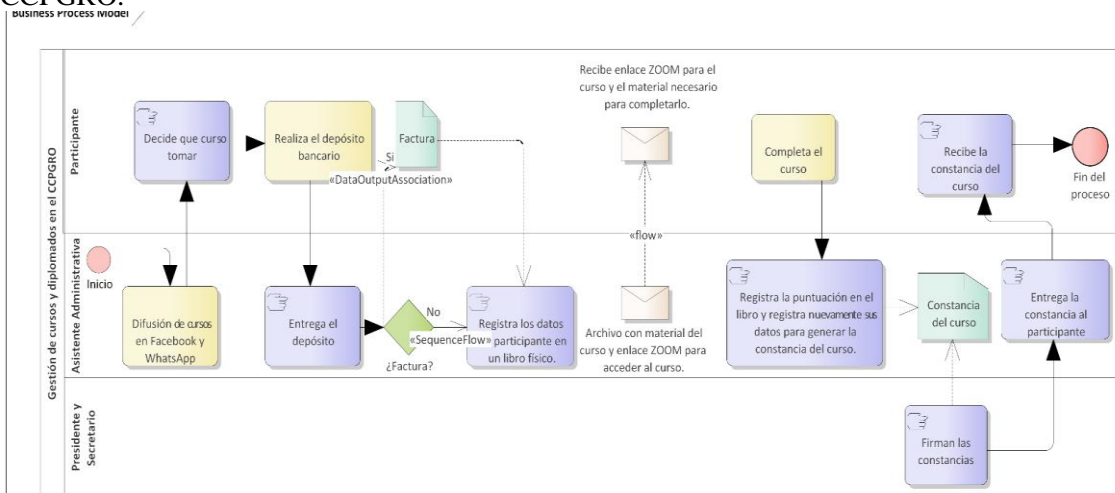 CCPGRO.
Business Process Model
Gestión de cursos y diplomados en el CCPGRO
Participante
Decide que curso
tomar
Realiza el depósito
bancario
Si
Factura
«DataOutputAssociation»
Recibe enlace ZOOM para el
curso y el material necesario
para completarlo.
Completa el
curso
Recibe la
constancia del
curso
Fin del
proceso
Asistente Administrativa
Inicio
Difusión de cursos
en Facebook y
WhatsApp
Entrega el
depósito
No
«SequenceFlow»
¿Factura?
Registra los datos
participante en
un libro físico.
«flow»
Archivo con material del
curso y enlace ZOOM para
acceder al curso.
Registra la puntuación en el
libro y registra nuevamente sus
datos para generar la
constancia del curso.
Constancia
del curso
Entrega la
constancia al
participante
Presidente y
Secretario
Firman las
constancias